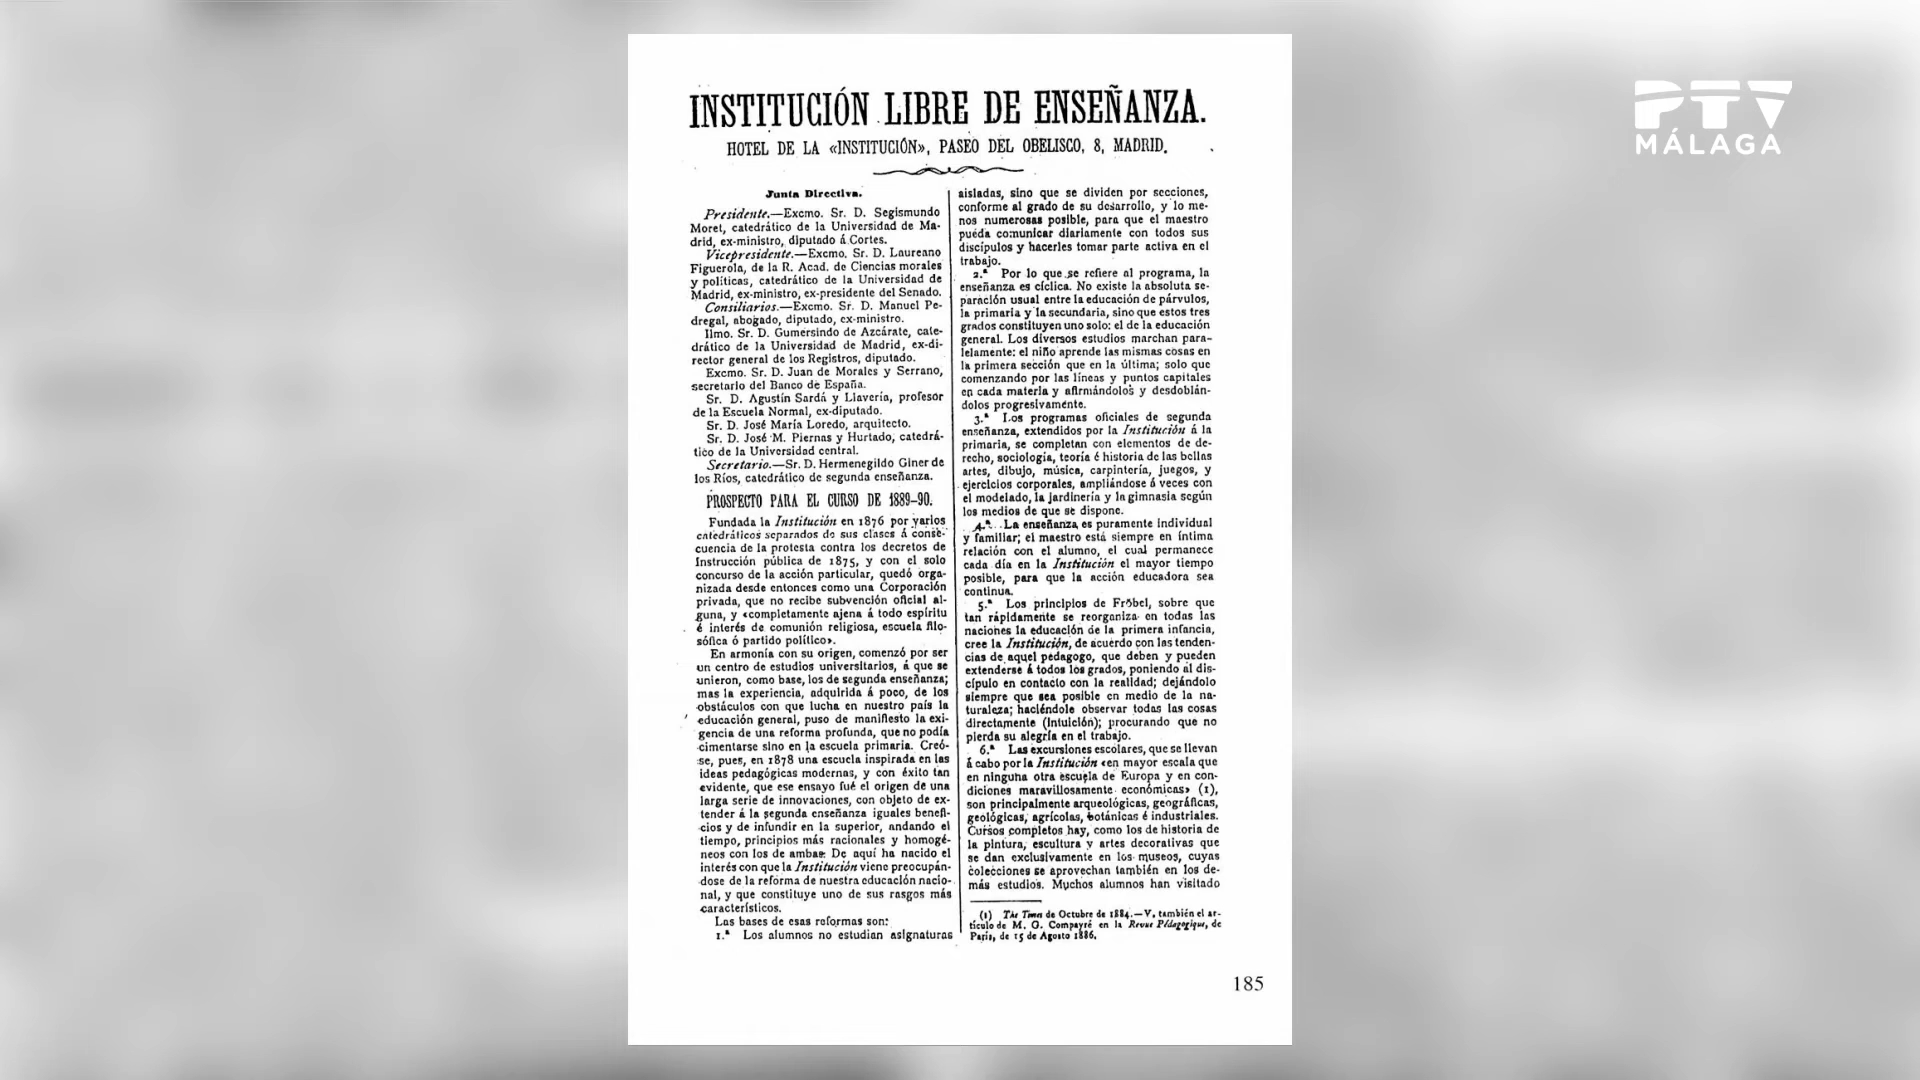 INSTITUCIÓN LIBRE DE ENSEÑANZA.
HOTEL DE LA «INSTITUCIÓN», PASEO DEL OBELISCO, 8, MADRID.
Junta Directiva.
Presidente.—Excmo. Sr. D. Segismundo
Moret, catedrático de la Universidad de Ma-
drid, ex-ministro, diputado á Cortes.
Vicepresidente.—Excmo. Sr. D. Laureano
Figuerola, de la R. Acad. de Ciencias morales
y políticas, catedrático de la Universidad de
Madrid, ex-ministro, ex-presidente del Senado.
Consiliarios.—Excmo. Sr. D. Manuel Pe-
dregal, abogado, diputado, ex-ministro.
Ilmo. Sr. D. Gumersindo de Azcárate, cate-
drático de la Universidad de Madrid, ex-di-
rector general de los Registros, diputado.
Excmo. Sr. D. Juan de Morales y Serrano,
secretario del Banco de España.
Sr. D. Agustín Sardá y Llavería, profesor
de la Escuela Normal, ex-diputado.
Sr. D. José María Loredo, arquitecto.
Sr. D. José M. Piernas y Hurtado, catedrá-
tico de la Universidad central.
Secretario.—Sr. D. Hermenegildo Giner de
los Ríos, catedrático de segunda enseñanza.
PROSPECTO PARA EL CURSO DE 1889-90.
Fundada la Institución en 1876 por varios
catedráticos separados de sus clases á conse-
cuencia de la protesta contra los decretos de
Instrucción pública de 1875, y con el solo
concurso de la acción particular, quedó orga-
nizada desde entonces como una Corporación
privada, que no recibe subvención oficial al-
guna, y «completamente ajena á todo espíritu
é interés de comunión religiosa, escuela filo-
sófica ó partido político».
En armonía con su origen, comenzó por ser
un centro de estudios universitarios, á que se
unieron, como base, los de segunda enseñanza;
mas la experiencia, adquirida á poco, de los
obstáculos con que lucha en nuestro país la
educación general, puso de manifiesto la exi-
gencia de una reforma profunda, que no podía
cimentarse sino en la escuela primaria. Creó-
se, pues, en 1878 una escuela inspirada en las
ideas pedagógicas modernas, y con éxito tan
evidente, que ese ensayo fué el origen de una
larga serie de innovaciones, con objeto de ex-
tender á la segunda enseñanza iguales benefi-
cios y de infundir en la superior, andando el
tiempo, principios más racionales y homogé-
neos con los de ambas. De aquí ha nacido el
interés con que la Institución viene preocupán-
dose de la reforma de nuestra educación nacio-
nal, y que constituye uno de sus rasgos más
característicos.
Las bases de esas reformas son:
1.ª Los alumnos no estudian asignaturas
aisladas, sino que se dividen por secciones,
conforme al grado de su desarrollo, y lo me-
nos numerosas posible, para que el maestro
pueda comunicar diariamente con todos sus
discípulos y hacerles tomar parte activa en el
trabajo.
2.ª Por lo que se refiere al programa, la
enseñanza es cíclica. No existe la absoluta se-
paración usual entre la educación de párvulos,
la primaria y la secundaria, sino que estos tres
grados constituyen uno solo: el de la educación
general. Los diversos estudios marchan para-
lelamente: el niño aprende las mismas cosas en
la primera sección que en la última; solo que
comenzando por las líneas y puntos capitales
en cada materia y afirmándolos y desdoblán-
dolos progresivamente.
3.ª Los programas oficiales de segunda
enseñanza, extendidos por la Institución á la
primaria, se completan con elementos de de-
recho, sociología, teoría é historia de las bellas
artes, dibujo, música, carpintería, juegos, y
ejercicios corporales, ampliándose á veces con
el modelado, la jardinería y la gimnasia según
los medios de que se dispone.
4.ª La enseñanza es puramente individual
y familiar; el maestro está siempre en íntima
relación con el alumno, el cual permanece
cada día en la Institución el mayor tiempo
posible, para que la acción educadora sea
continua.
5.ª Los principios de Fröbel, sobre que
tan rápidamente se reorganiza en todas las
naciones la educación de la primera infancia,
cree la Institución, de acuerdo con las tenden-
cias de aquel pedagogo, que deben y pueden
extenderse á todos los grados, poniendo al dis-
cípulo en contacto con la realidad; dejándolo
siempre que sea posible en medio de la na-
turaleza; haciéndole observar todas las cosas
directamente (intuición); procurando que no
pierda su alegría en el trabajo.
6.ª Las excursiones escolares, que se llevan
á cabo por la Institución «en mayor escala que
en ninguna otra escuela de Europa y en con-
diciones maravillosamente económicas» (1),
son principalmente arqueológicas, geográficas,
geológicas, agrícolas, botánicas é industriales.
Cursos completos hay, como los de historia de
la pintura, escultura y artes decorativas que
se dan exclusivamente en los museos, cuyas
colecciones se aprovechan también en los de-
más estudios. Muchos alumnos han visitado
(1) The Times de Octubre de 1884.—V. también el ar-
tículo de M. G. Compayré en la Revue Pédagogique, de
París, de 15 de Agosto 1886.
185
PTV
MÁLAGA